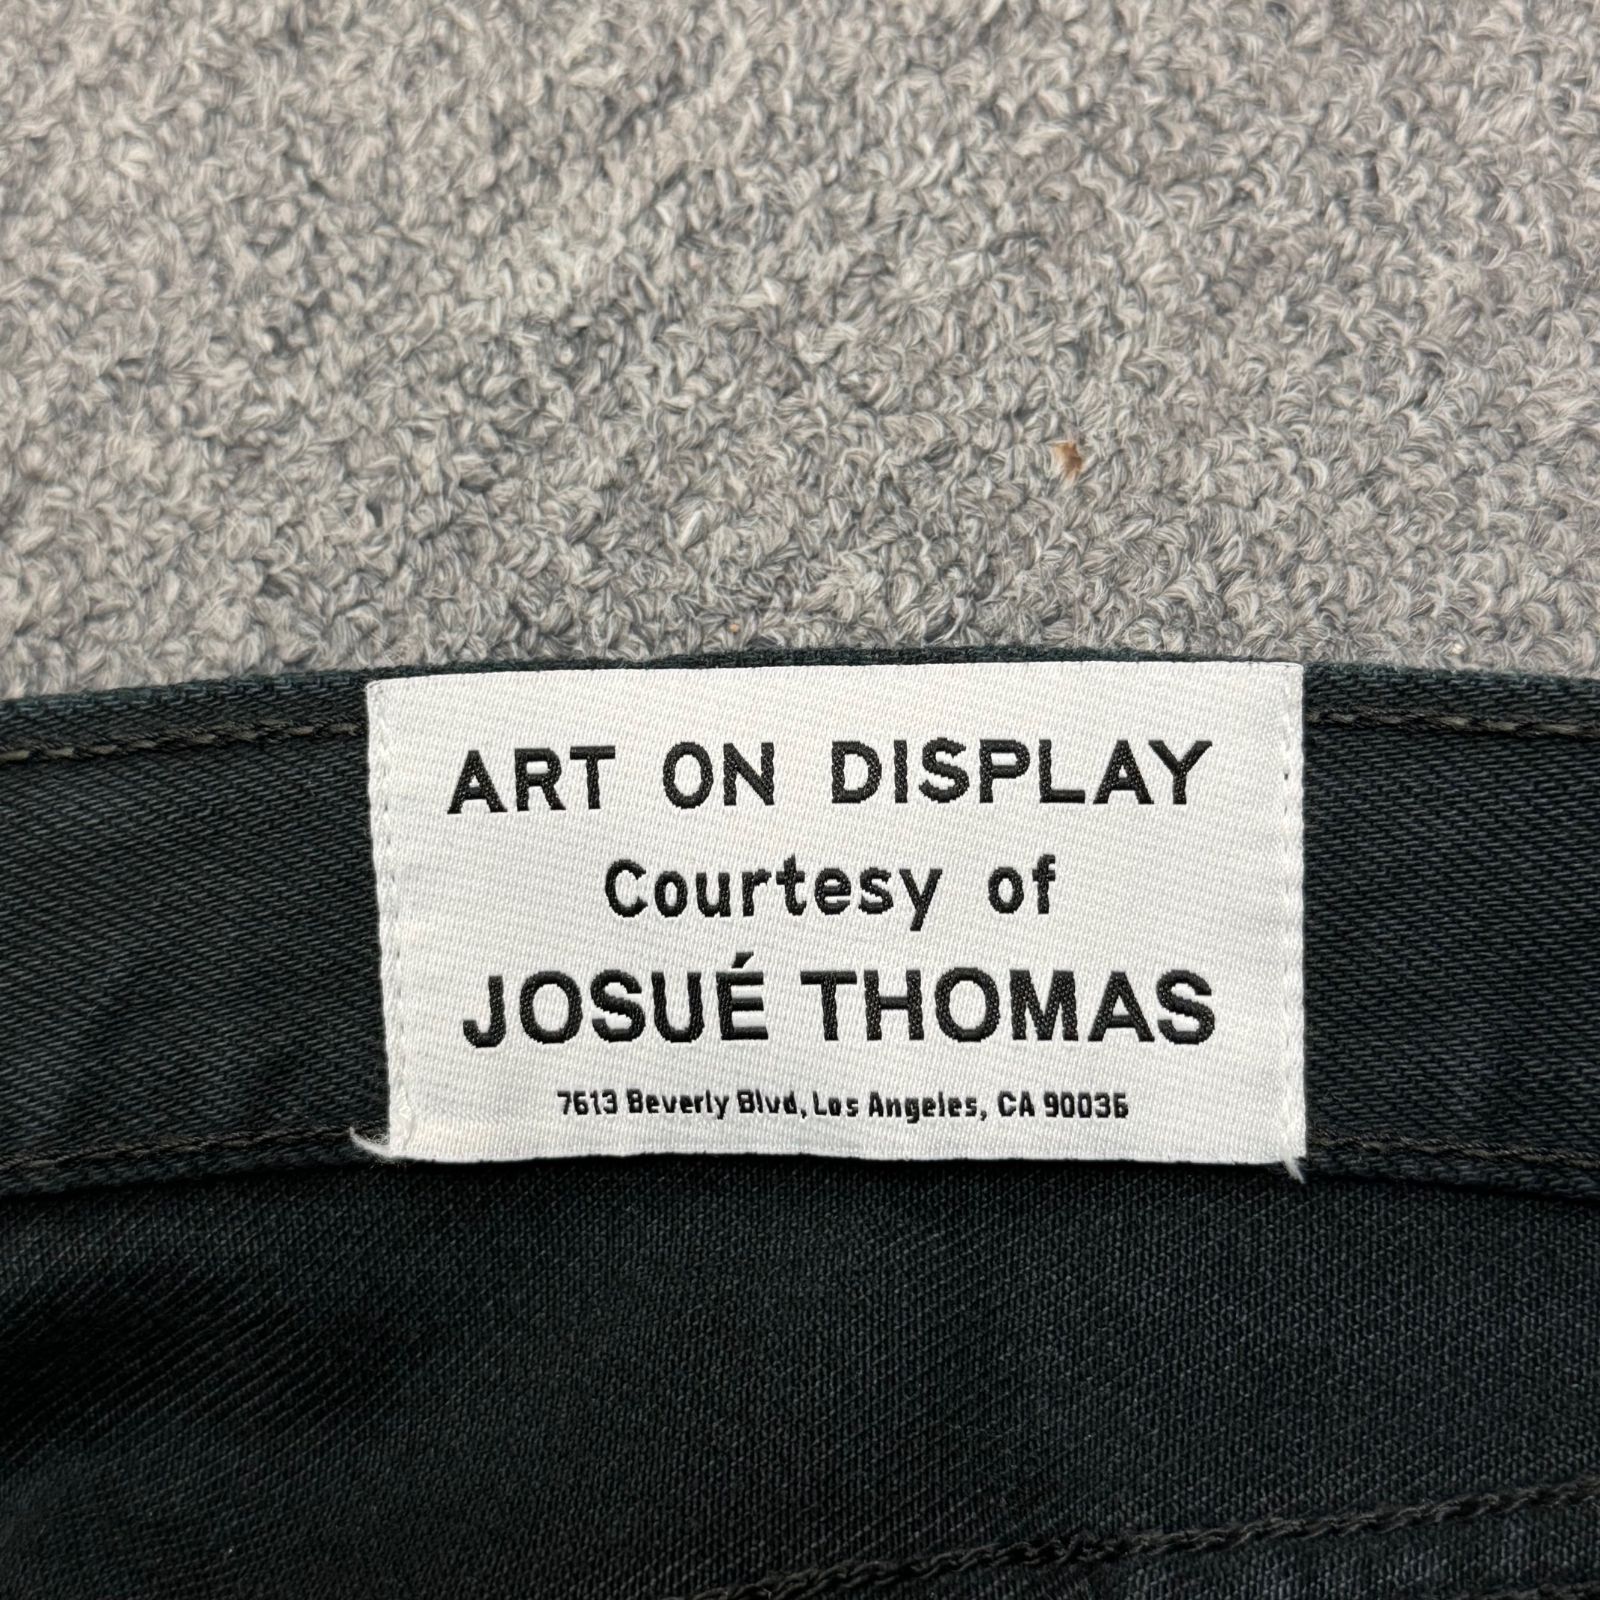 ART ON DISPLAY
Courtesy of
JOSUÉ THOMAS
7613 Beverly Blvd, Los Angeles, CA 90036